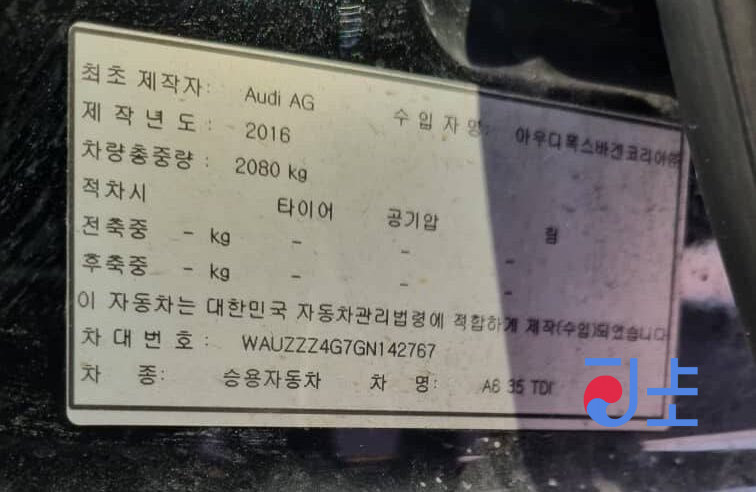 최초 제작자: Audi AG 수 입 자 명: 아우디폭스바겐코리아㈜
제 작 년 도 : 2016
차량총중량 : 2080 kg
적차시 타이어 공기압 림
전축중 - kg - - -
후축중 - kg - - -
이 자동차는 대한민국 자동차관리법령에 적합하게 제작(수입)되었습니다
차 대 번 호 : WAUZZZ4G7GN142767
차 종: 승용자동차 차 명: A6 35 TDI